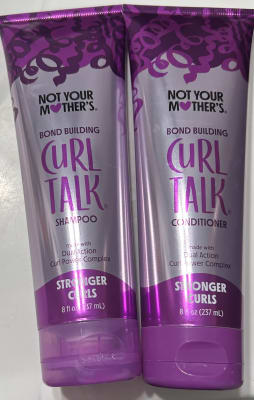 NOT YOUR
MOTHER'S®
BOND BUILDING
CURL
TALK®
SHAMPOO
made with
Dual Action
Curl Power Complex
STRONGER
CURLS
8 fl oz (237 mL)
NOT YOUR
MOTHER'S®
BOND BUILDING
CURL
TALK®
CONDITIONER
made with
Dual Action
Curl Power Complex
STRONGER
CURLS
8 fl oz (237 mL)